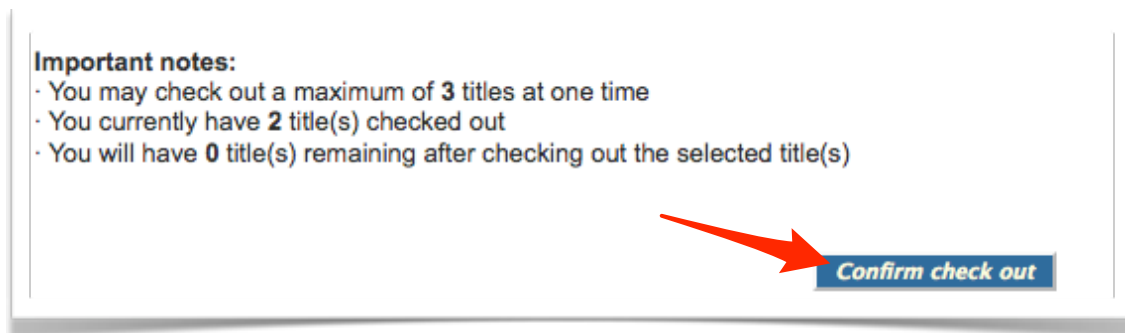 Important notes:
· You may check out a maximum of 3 titles at one time
· You currently have 2 title(s) checked out
· You will have 0 title(s) remaining after checking out the selected title(s)
Confirm check out